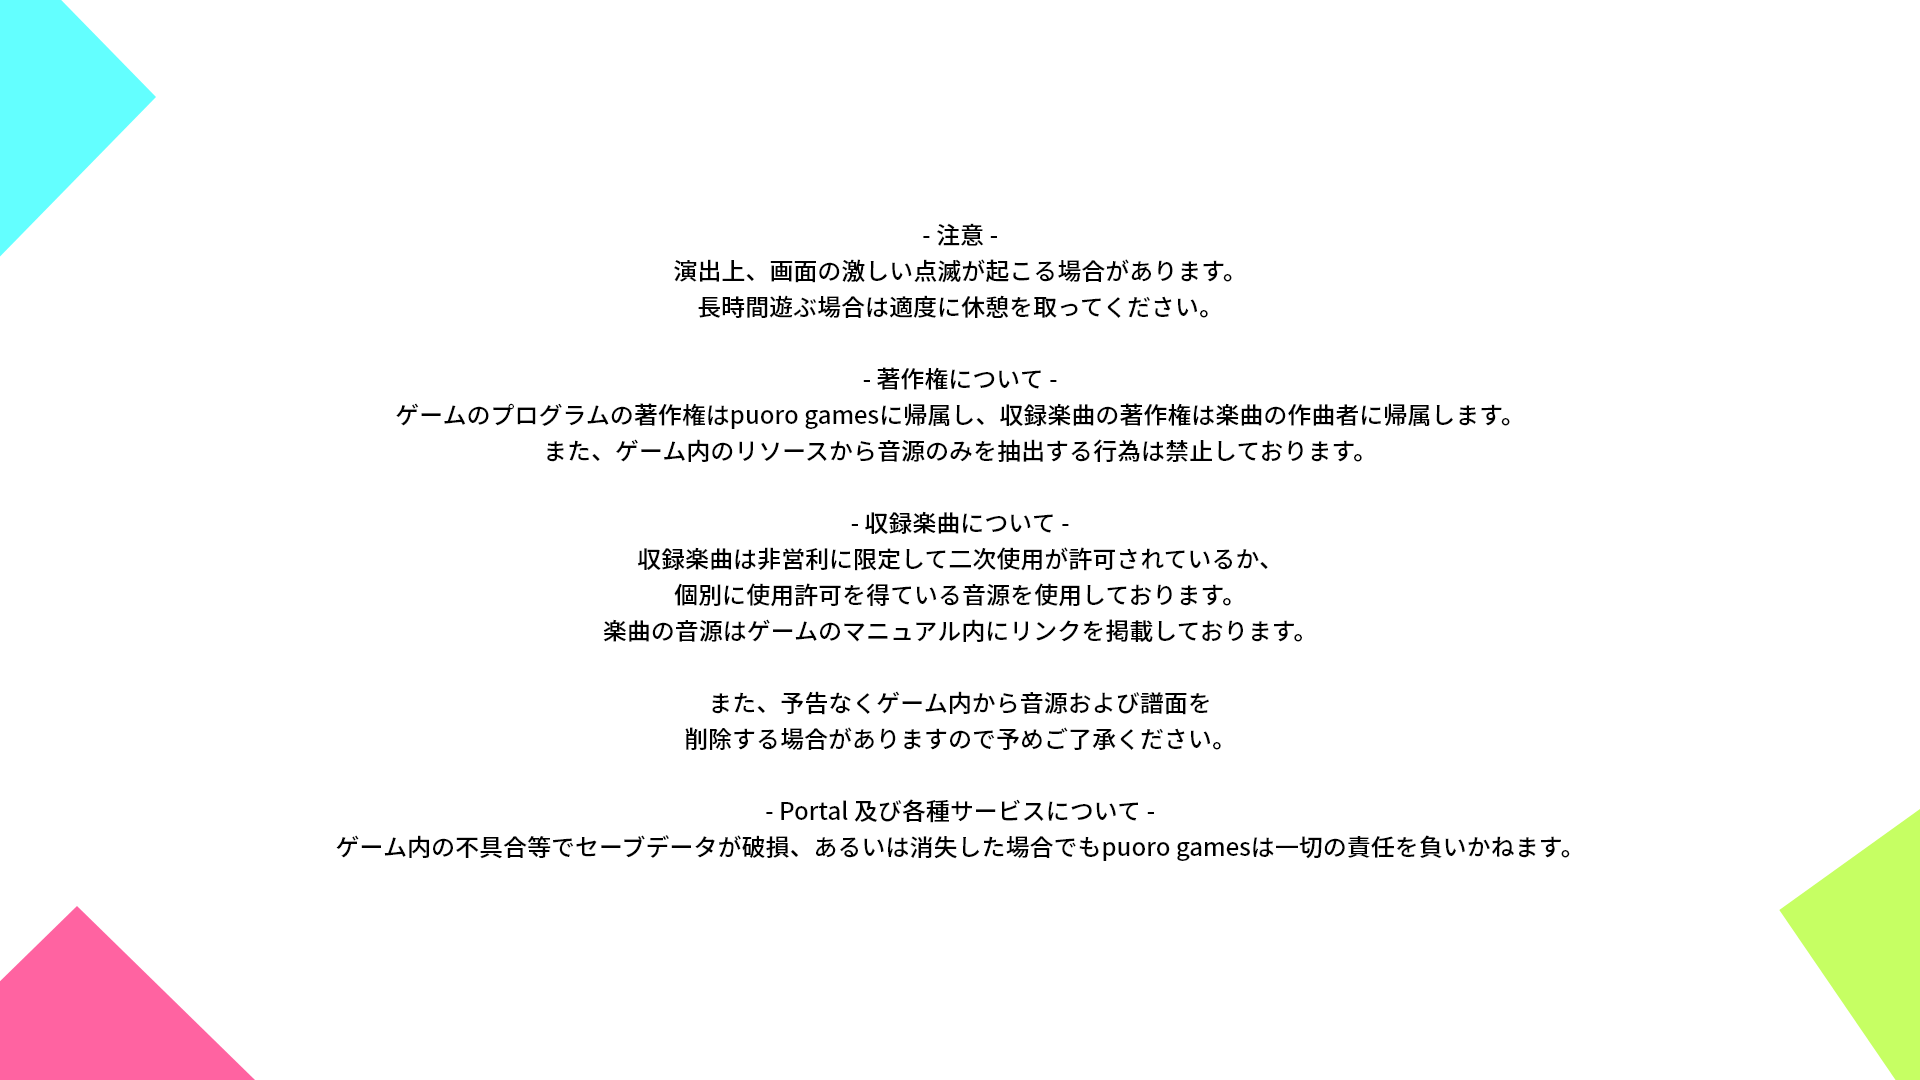 - 注意 -
演出上、画面の激しい点滅が起こる場合があります。
長時間遊ぶ場合は適度に休憩を取ってください。
- 著作権について -
ゲームのプログラムの著作権はpuoro gamesに帰属し、収録楽曲の著作権は楽曲の作曲者に帰属します。
また、ゲーム内のリソースから音源のみを抽出する行為は禁止しております。
- 収録楽曲について -
収録楽曲は非営利に限定して二次使用が許可されているか、
個別に使用許可を得ている音源を使用しております。
楽曲の音源はゲームのマニュアル内にリンクを掲載しております。
また、予告なくゲーム内から音源および譜面を
削除する場合がありますので予めご了承ください。
- Portal 及び各種サービスについて -
ゲーム内の不具合等でセーブデータが破損、あるいは消失した場合でもpuoro gamesは一切の責任を負いかねます。